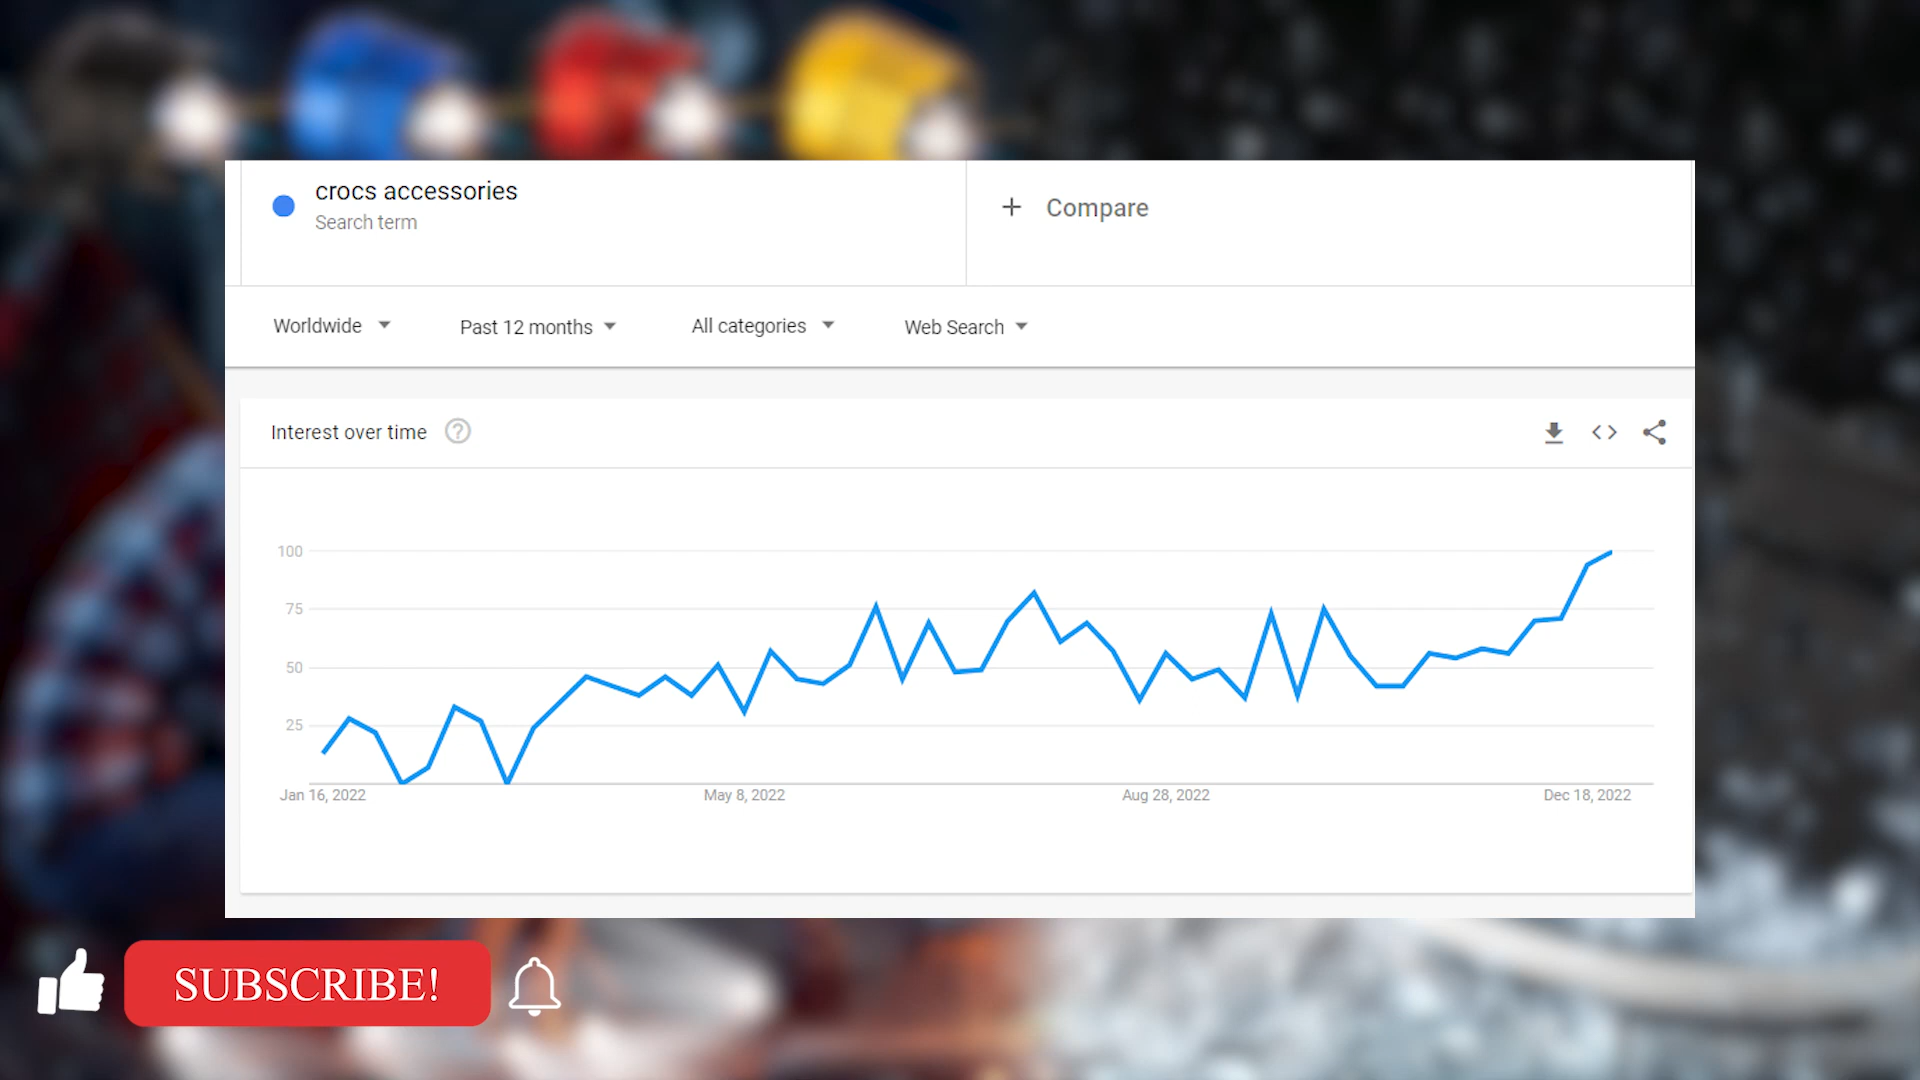 crocs accessories
Search term
+ Compare
Worldwide
Past 12 months
All categories
Web Search
Interest over time ?
100
75
50
25
Jan 16, 2022
May 8, 2022
Aug 28, 2022
Dec 18, 2022
SUBSCRIBE!